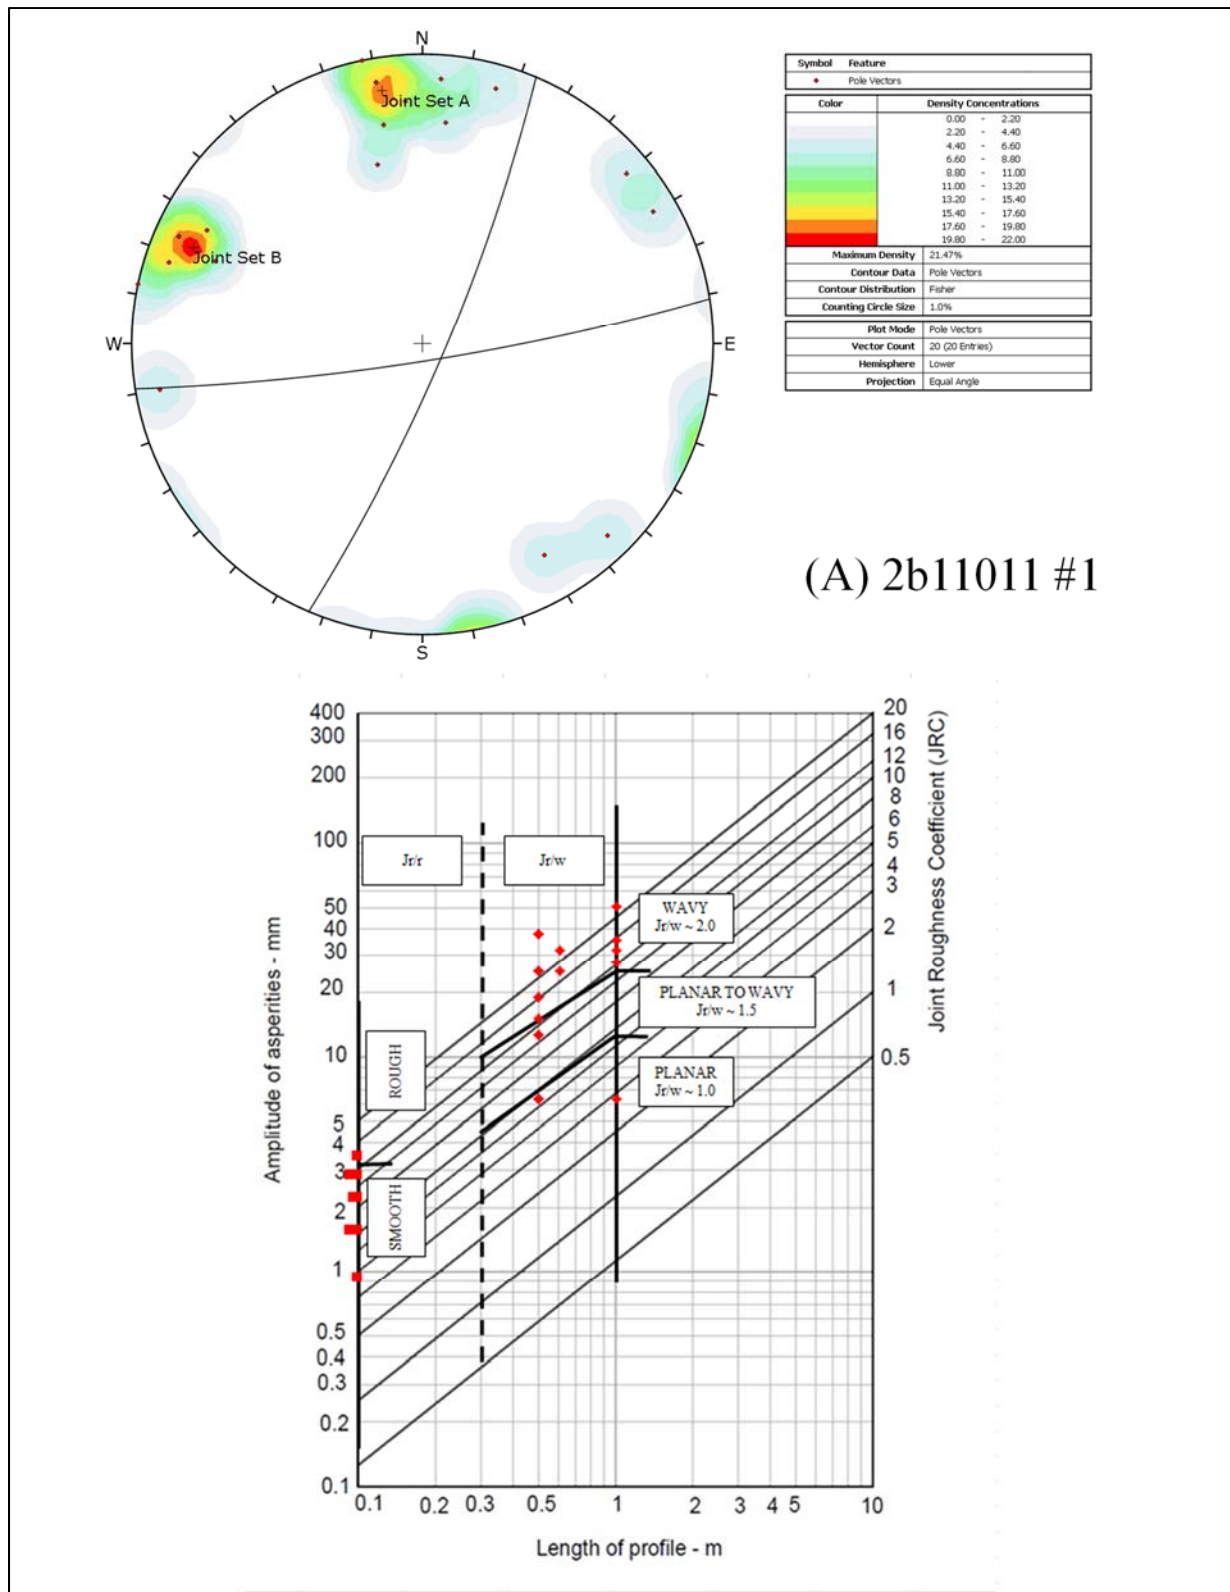 N
Joint Set A
Joint Set B
W
E
S
Symbol Feature
Pole Vectors
Color Density Concentrations
0.00 - 2.20
2.20 - 4.40
4.40 - 6.60
6.60 - 8.80
8.80 - 11.00
11.00 - 13.20
13.20 - 15.40
15.40 - 17.60
17.60 - 19.80
19.80 - 22.00
Maximum Density 21.47%
Contour Data Pole Vectors
Contour Distribution Fisher
Counting Circle Size 1.0%
Plot Mode Pole Vectors
Vector Count 20 (20 Entries)
Hemisphere Lower
Projection Equal Angle
(A) 2b11011 #1
Amplitude of asperities - mm
400
300
200
100
50
40
30
20
10
5
4
3
2
1
0.5
0.4
0.3
0.2
0.1
Jr/r
Jr/w
ROUGH
SMOOTH
WAVY
Jr/w ~ 2.0
PLANAR TO WAVY
Jr/w ~ 1.5
PLANAR
Jr/w ~ 1.0
20
16
12
10
8
6
5
4
3
2
1
0.5
Joint Roughness Coefficient (JRC)
0.1 0.2 0.3 0.5 1 2 3 4 5 10
Length of profile - m